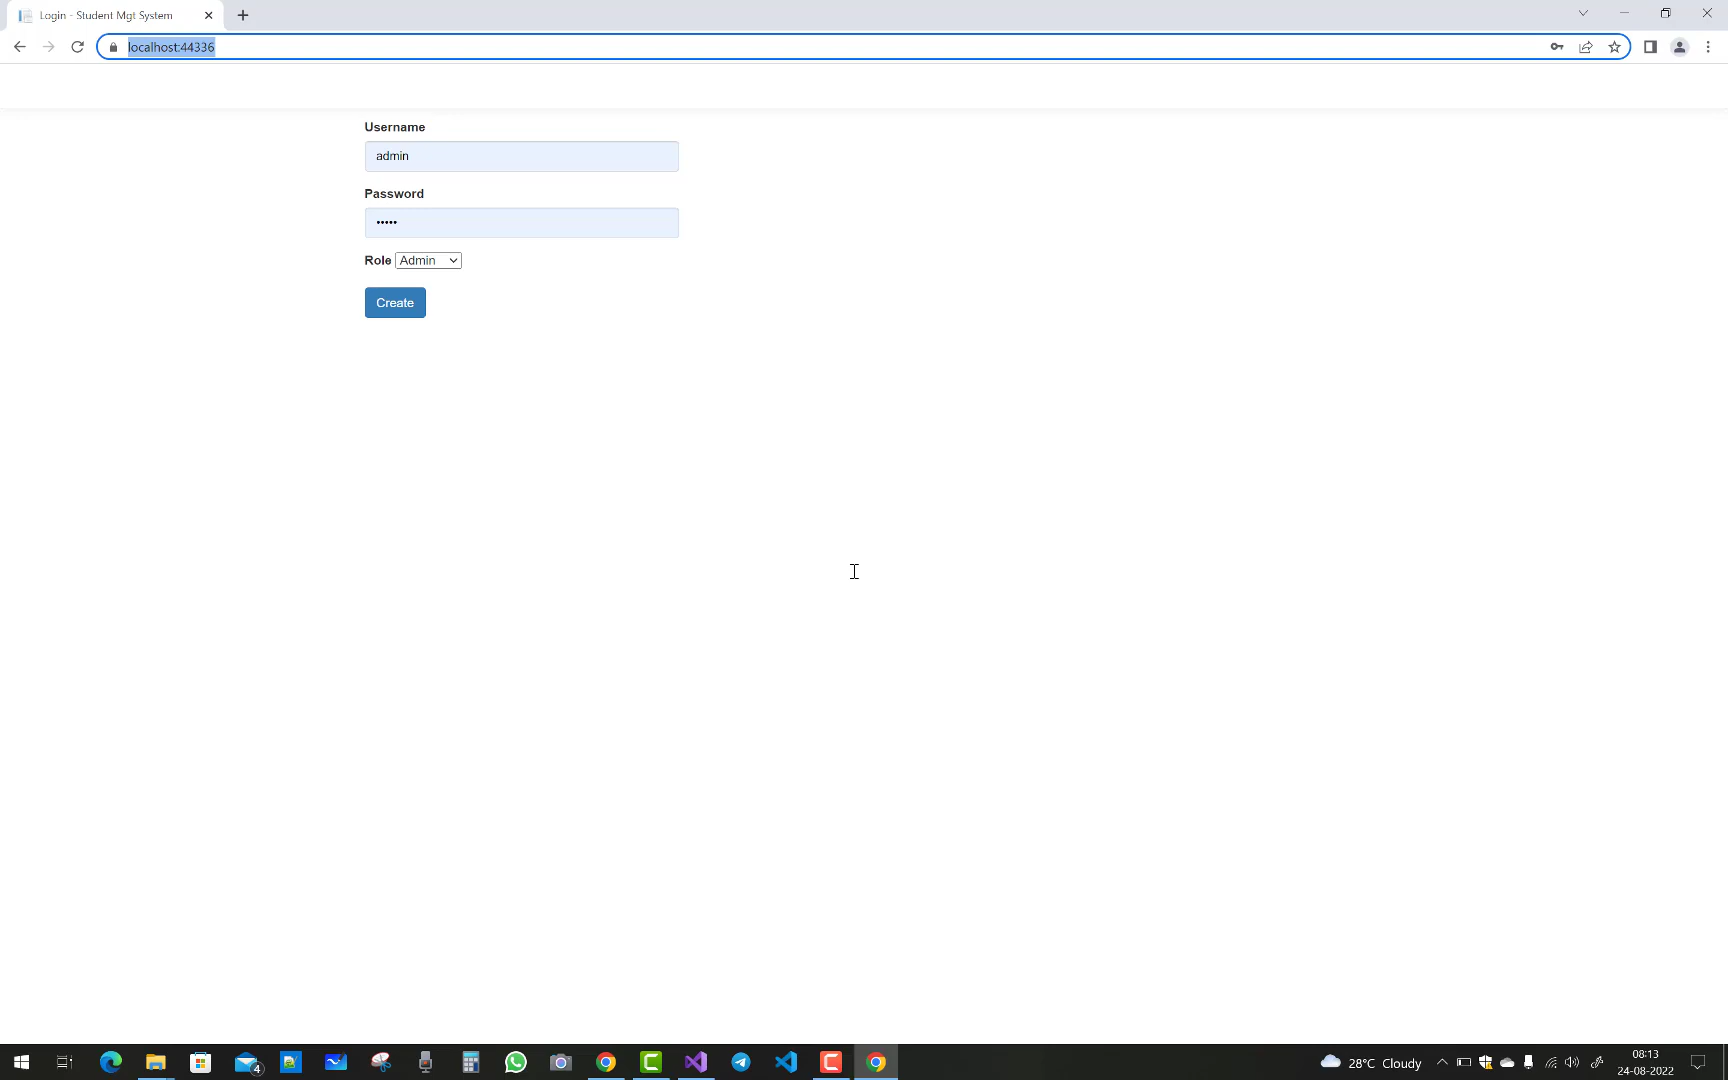 Login - Student Mgt System
localhost:44336
Username
admin
Password
•••••
Role Admin
Create
4
28°C Cloudy
08:13
24-08-2022